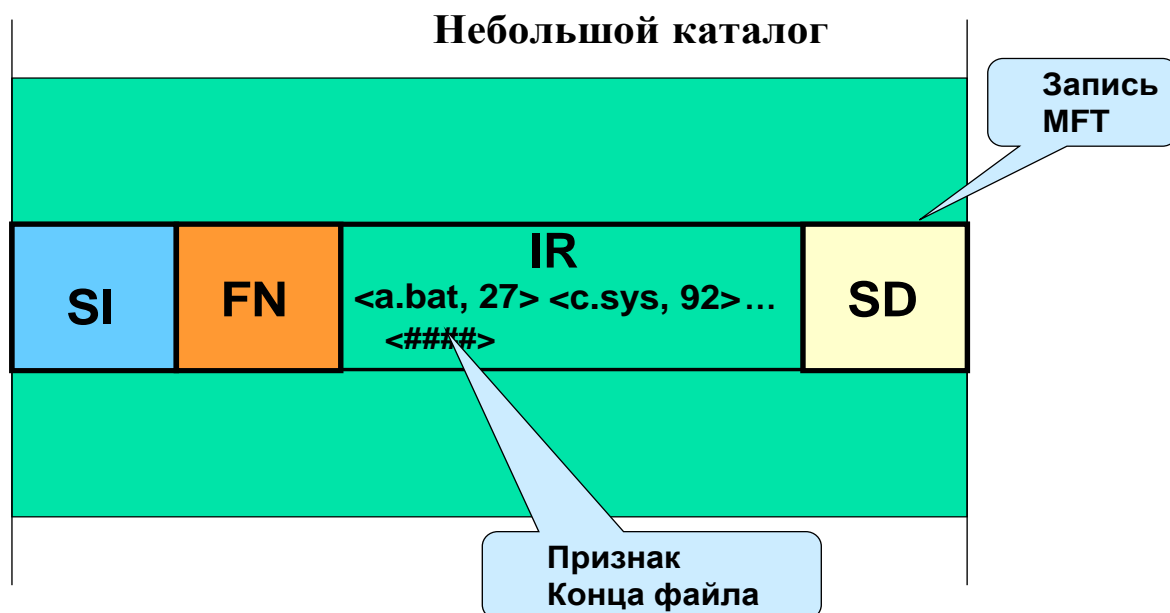 Небольшой каталог
Запись
MFT
SI
FN
IR
<a.bat, 27> <c.sys, 92>...
<####>
SD
Признак
Конца файла